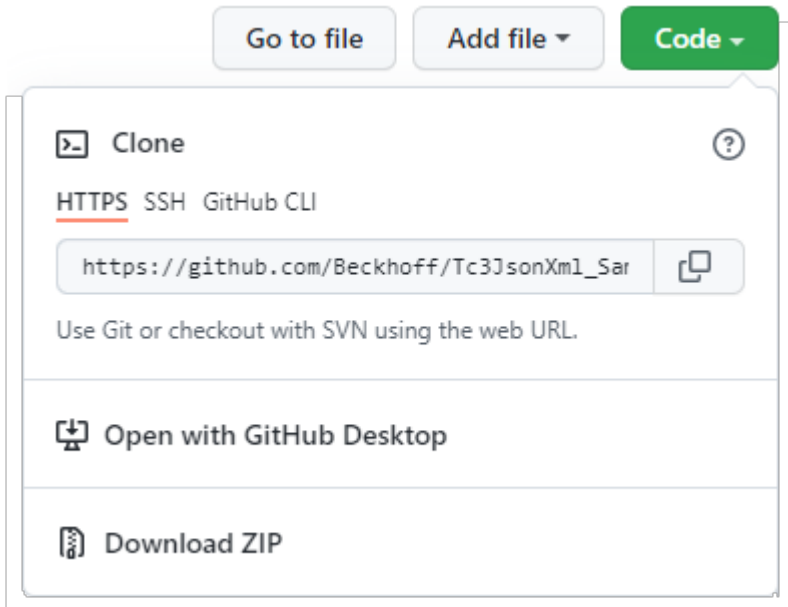 Go to file Add file Code
Clone
HTTPS SSH GitHub CLI
https://github.com/Beckhoff/Tc3JsonXml_Sar
Use Git or checkout with SVN using the web URL.
Open with GitHub Desktop
Download ZIP